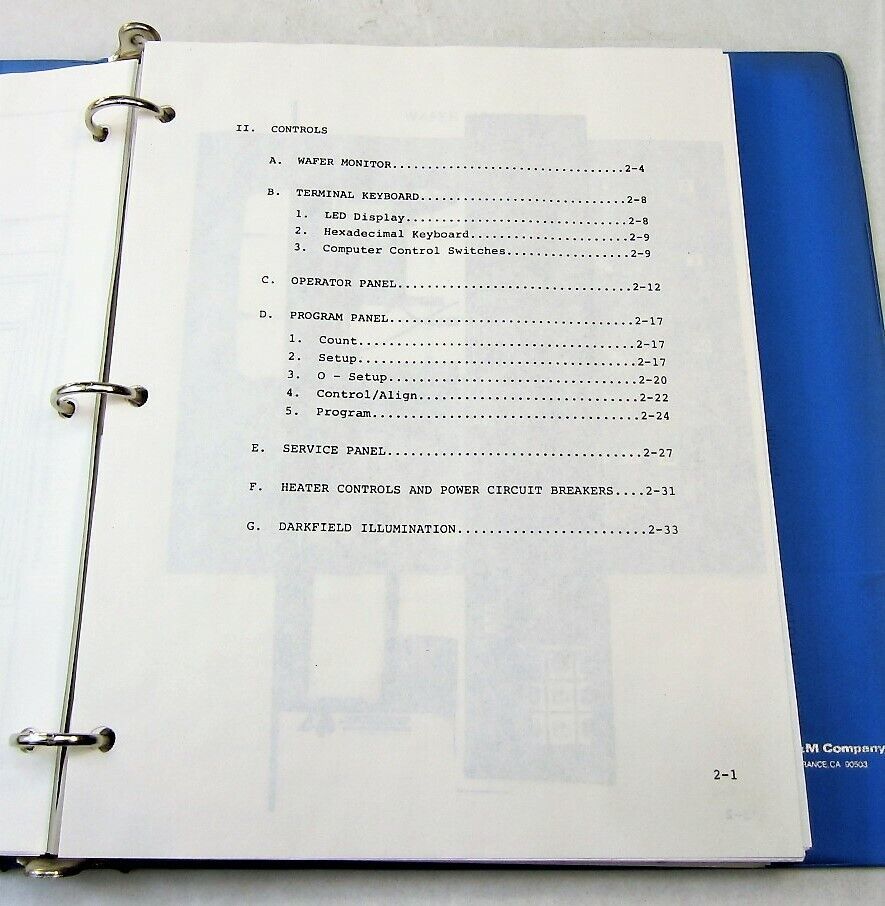 II. CONTROLS
A. WAFER MONITOR...............................2-4
B. TERMINAL KEYBOARD............................2-8
1. LED Display..............................2-8
2. Hexadecimal Keyboard.....................2-9
3. Computer Control Switches................2-9
C. OPERATOR PANEL...............................2-12
D. PROGRAM PANEL................................2-17
1. Count....................................2-17
2. Setup....................................2-17
3. O - Setup................................2-20
4. Control/Align............................2-22
5. Program..................................2-24
E. SERVICE PANEL................................2-27
F. HEATER CONTROLS AND POWER CIRCUIT BREAKERS....2-31
G. DARKFIELD ILLUMINATION.......................2-33
2-1
M Company
RANCE, CA 90503